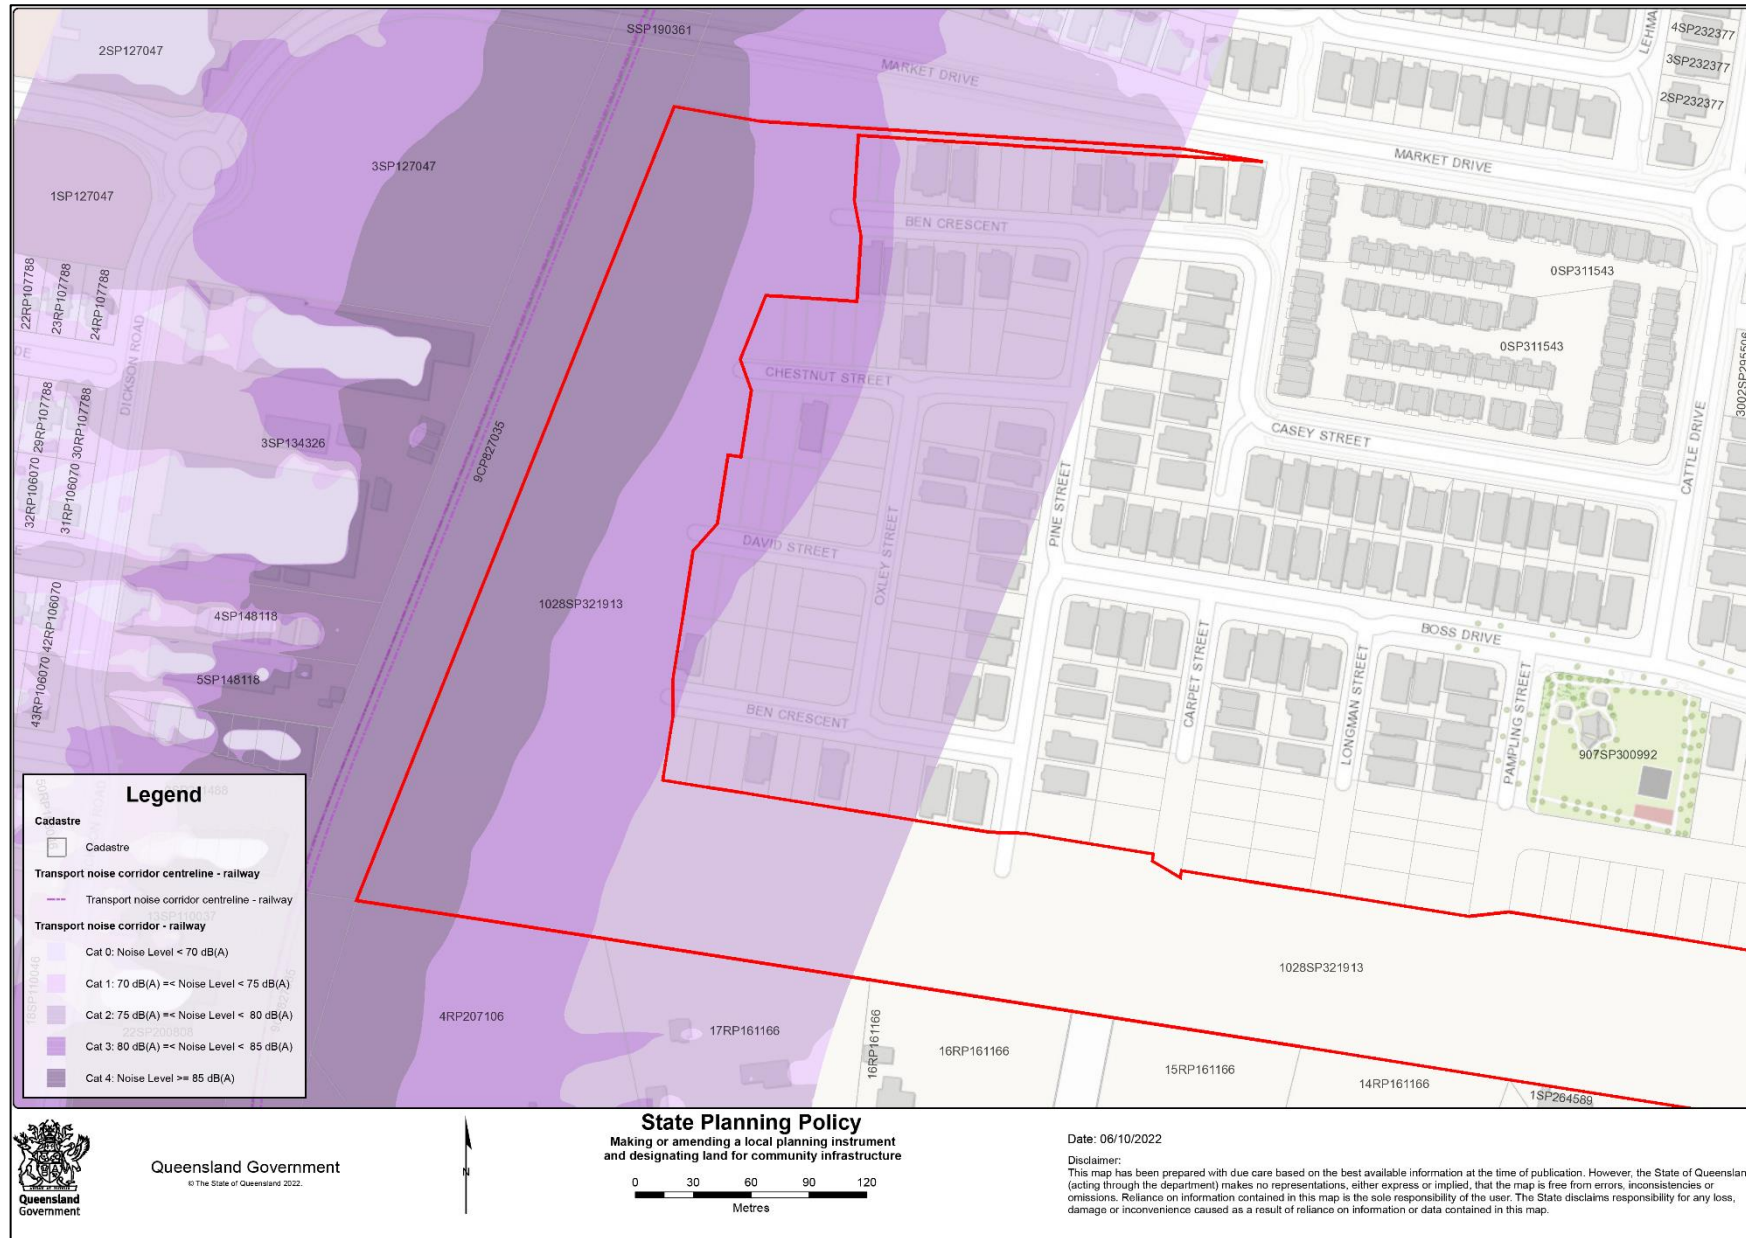 SSP190361
LEHMA
4SP232377
3SP232377
2SP232377
2SP127047
MARKET DRIVE
MARKET DRIVE
3SP127047
1SP127047
BEN CRESCENT
0SP311543
22RP107788
23RP107788
24RP107788
DICKSON ROAD
DE
0SP311543
CHESTNUT STREET
3002SP295506
29RP107788
30RP107788
3SP134326
9CP827035
CASEY STREET
CATTLE DRIVE
32RP106070
31RP106070
PINE STREET
DAVID STREET
OXLEY STREET
E
1028SP321913
42RP106070
4SP148118
43RP106070
5SP148118
BOSS DRIVE
CARPET STREET
LONGMAN STREET
PAMPLING STREET
BEN CRESCENT
907SP300992
Legend
Cadastre
Cadastre
Transport noise corridor centreline - railway
Transport noise corridor centreline - railway
13SP110037
Transport noise corridor - railway
Cat 0: Noise Level < 70 dB(A)
Cat 1: 70 dB(A) =< Noise Level < 75 dB(A)
Cat 2: 75 dB(A) =< Noise Level < 80 dB(A)
22SP200808
Cat 3: 80 dB(A) =< Noise Level < 85 dB(A)
Cat 4: Noise Level >= 85 dB(A)
18SP110046
1028SP321913
4RP207106
17RP161166
16RP161166
16RP161166
15RP161166
14RP161166
1SP264589
Queensland
Government
Queensland Government
© The State of Queensland 2022.
N
State Planning Policy
Making or amending a local planning instrument
and designating land for community infrastructure
0 30 60 90 120
Metres
Date: 06/10/2022
Disclaimer:
This map has been prepared with due care based on the best available information at the time of publication. However, the State of Queenslan
(acting through the department) makes no representations, either express or implied, that the map is free from errors, inconsistencies or
omissions. Reliance on information contained in this map is the sole responsibility of the user. The State disclaims responsibility for any loss,
damage or inconvenience caused as a result of reliance on information or data contained in this map.